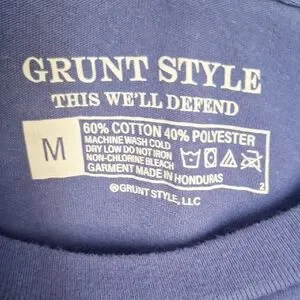 GRUNT STYLE
THIS WE'LL DEFEND
M
60% COTTON 40% POLYESTER
MACHINE WASH COLD
DRY LOW DO NOT IRON
NON-CHLORINE BLEACH
GARMENT MADE IN HONDURAS
2
@GRUNT STYLE, LLC